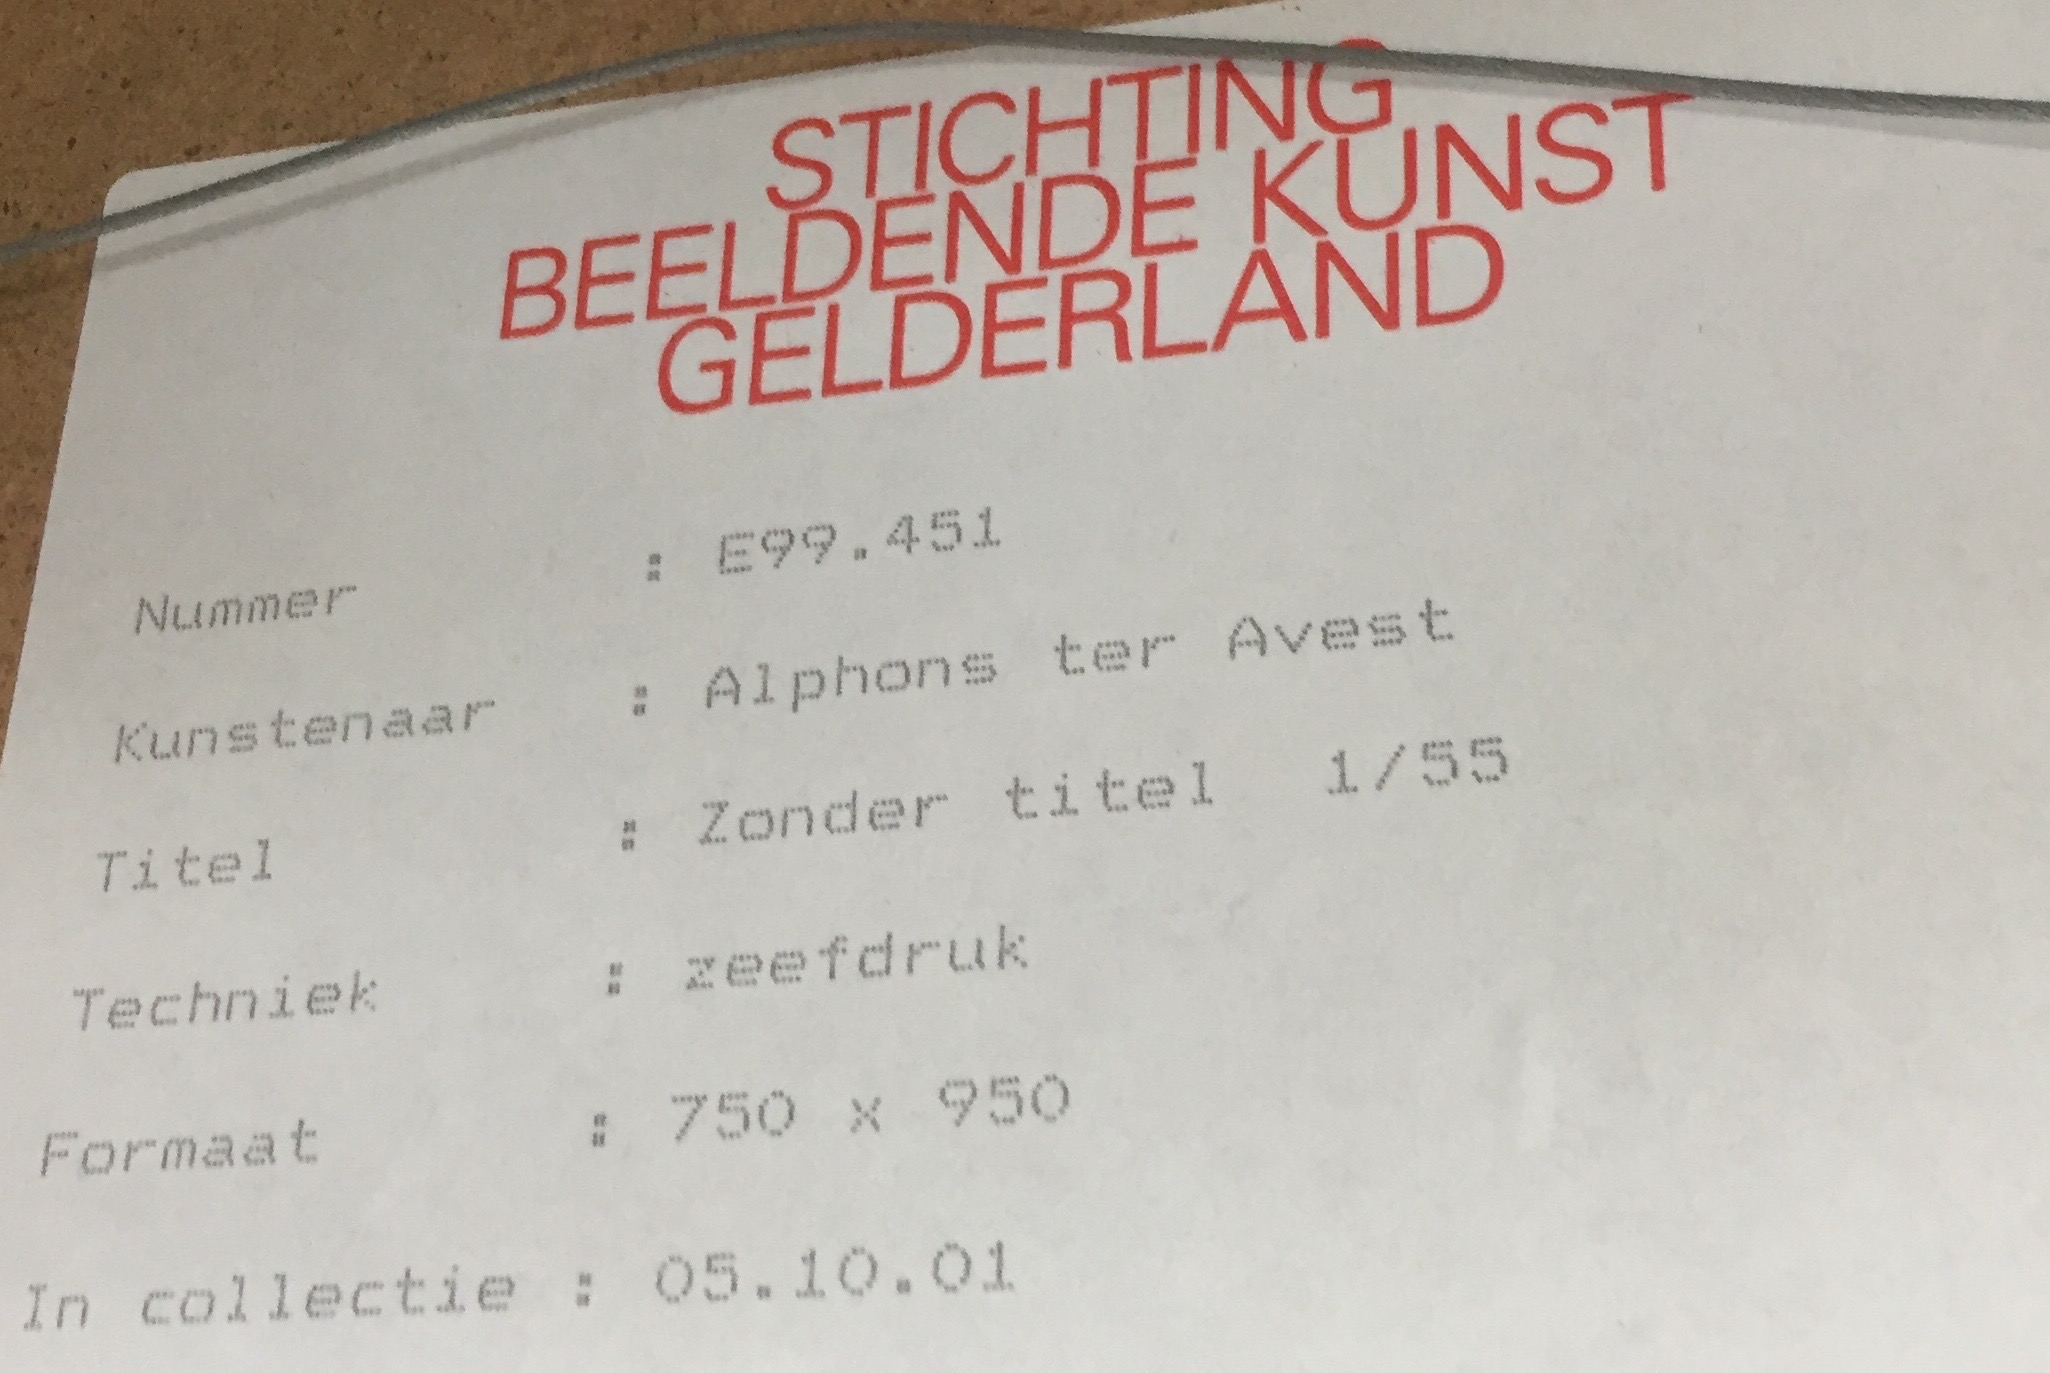 STICHTING
BEELDENDE KUNST
GELDERLAND
Nummer : E99.451
Kunstenaar : Alphons ter Avest
Titel : Zonder titel 1/55
Techniek : zeefdruk
Formaat : 750 x 950
In collectie : 05.10.01